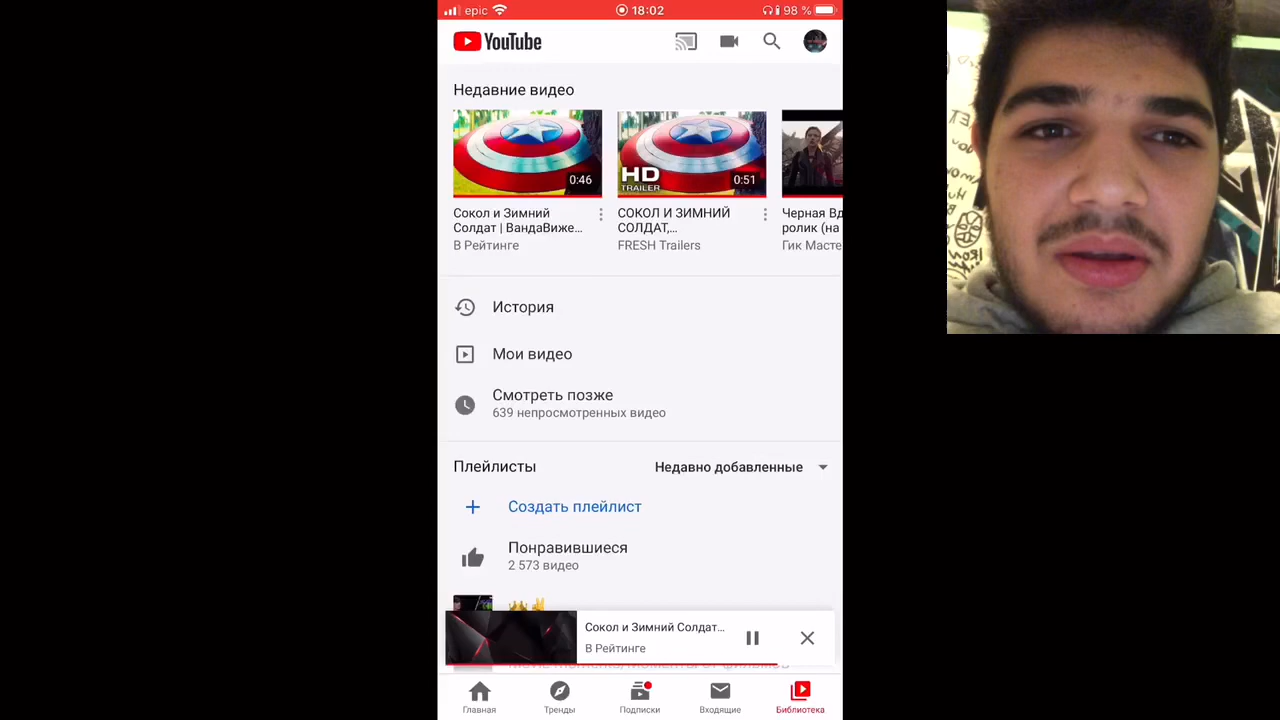 epic 18:02 98 %
YouTube
Недавние видео
0:46
HD
TRAILER
0:51
Сокол и Зимний
Солдат | ВандаВиже...
В Рейтинге
СОКОЛ И ЗИМНИЙ
СОЛДАТ,...
FRESH Trailers
Черная Вд
ролик (на
Гик Масте
История
Мои видео
Смотреть позже
639 непросмотренных видео
Плейлисты
Недавно добавленные
Создать плейлист
Понравившиеся
2 573 видео
Сокол и Зимний Солдат...
В Рейтинге
Главная
Тренды
Подписки
Входящие
Библиотека